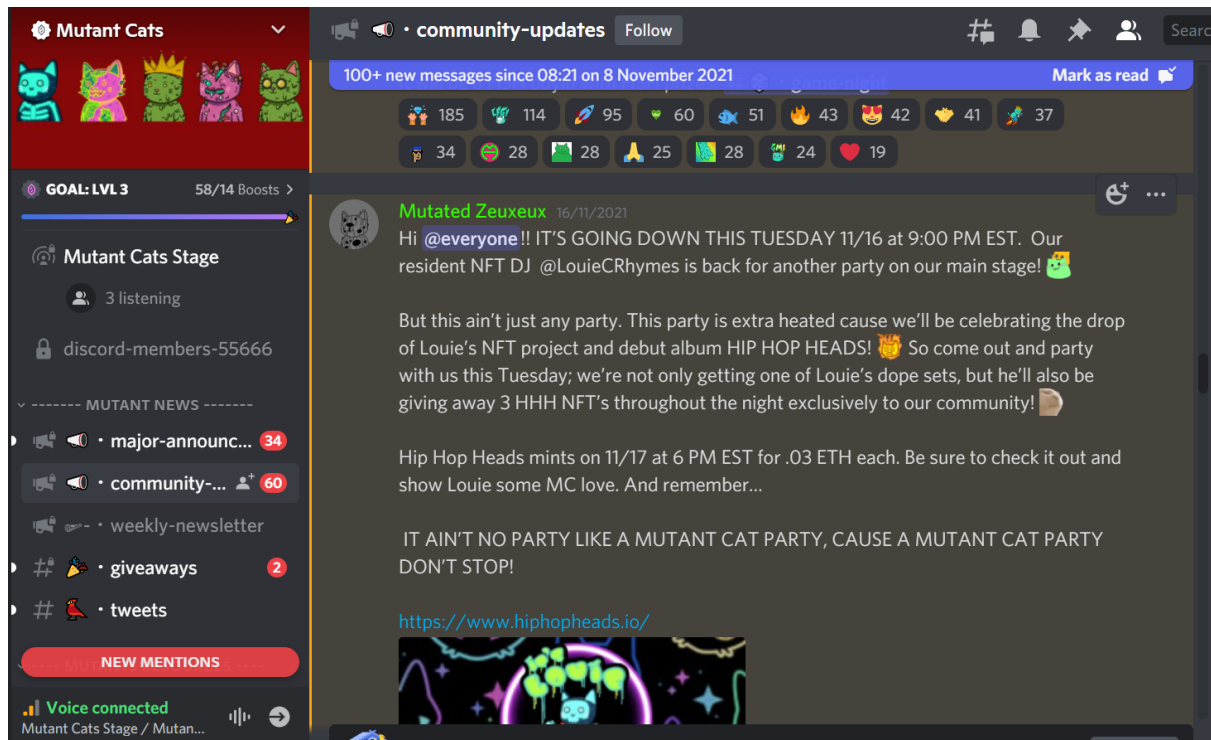 Mutant Cats
GOAL: LVL 3 58/14 Boosts >
Mutant Cats Stage
3 listening
discord-members-55666
------- MUTANT NEWS -------
major-announc... 34
community-... 60
weekly-newsletter
giveaways 2
tweets
NEW MENTIONS
Voice connected
Mutant Cats Stage / Mutan...
community-updates Follow
Searc
100+ new messages since 08:21 on 8 November 2021 Mark as read
185 114 95 60 51 43 42 41 37
34 28 28 25 28 24 19
Mutated Zeuxeux 16/11/2021
Hi @everyone!! IT'S GOING DOWN THIS TUESDAY 11/16 at 9:00 PM EST. Our
resident NFT DJ @LouieCRhymes is back for another party on our main stage!
But this ain't just any party. This party is extra heated cause we'll be celebrating the drop
of Louie's NFT project and debut album HIP HOP HEADS! So come out and party
with us this Tuesday; we're not only getting one of Louie's dope sets, but he'll also be
giving away 3 HHH NFT's throughout the night exclusively to our community!
Hip Hop Heads mints on 11/17 at 6 PM EST for .03 ETH each. Be sure to check it out and
show Louie some MC love. And remember...
IT AIN'T NO PARTY LIKE A MUTANT CAT PARTY, CAUSE A MUTANT CAT PARTY
DON'T STOP!
https://www.hiphopheads.io/